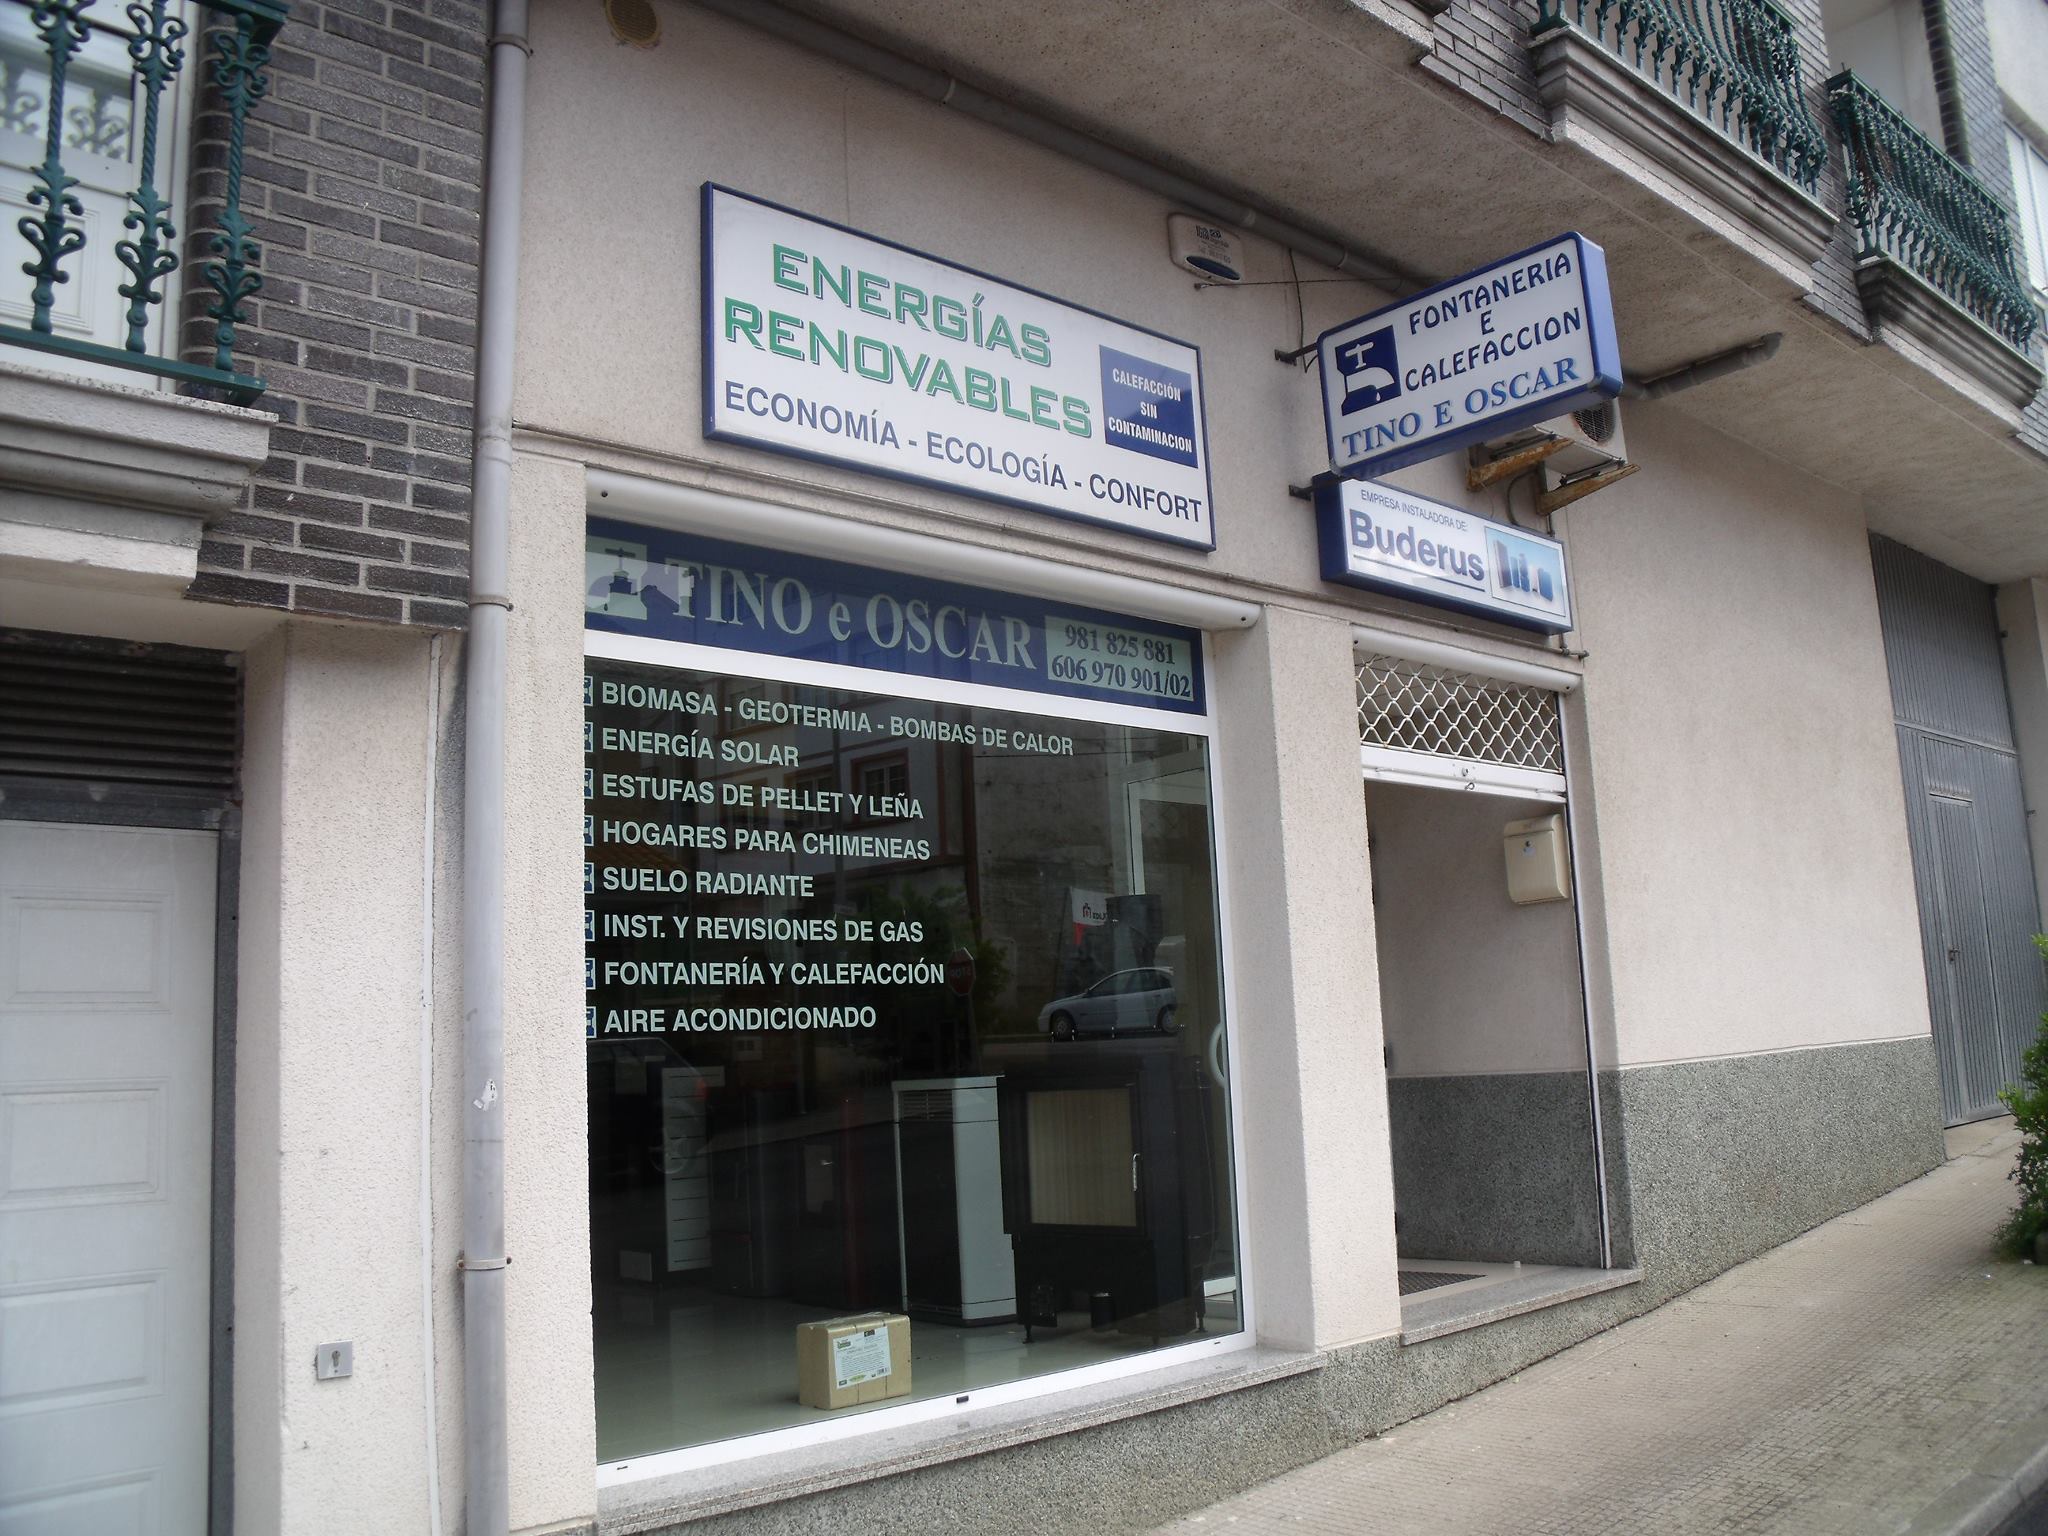 ENERGÍAS
RENOVABLES
ECONOMÍA - ECOLOGÍA - CONFORT
CALEFACCIÓN
SIN
CONTAMINACION
FONTANERIA
E
CALEFACCION
TINO E OSCAR
EMPRESA INSTALADORA DE:
Buderus
TINO e OSCAR
981 825 881
606 970 901/02
BIOMASA - GEOTERMIA - BOMBAS DE CALOR
ENERGÍA SOLAR
ESTUFAS DE PELLET Y LEÑA
HOGARES PARA CHIMENEAS
SUELO RADIANTE
INST. Y REVISIONES DE GAS
FONTANERÍA Y CALEFACCIÓN
AIRE ACONDICIONADO